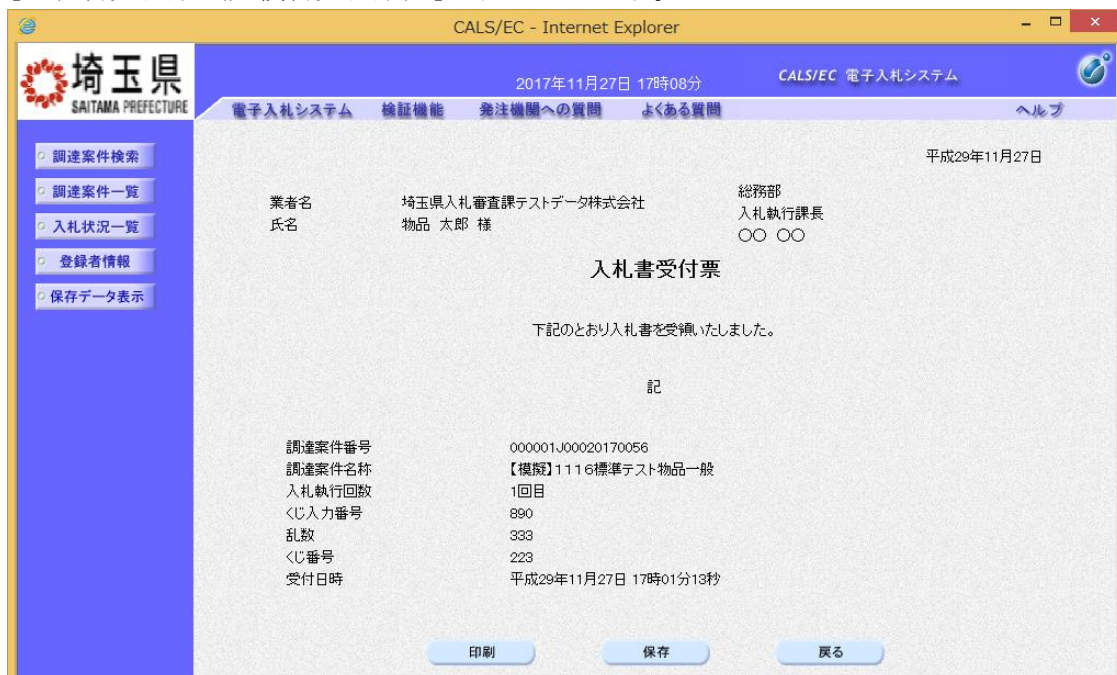 CALS/EC - Internet Explorer
埼玉県
SAITAMA PREFECTURE
2017年11月27日 17時08分
CALS/EC 電子入札システム
電子入札システム 検証機能 発注機関への質問 よくある質問 ヘルプ
調達案件検索
調達案件一覧
入札状況一覧
登録者情報
保存データ表示
平成29年11月27日
業者名 埼玉県入札審査課テストデータ株式会社
氏名 物品 太郎 様
総務部
入札執行課長
○○ ○○
入札書受付票
下記のとおり入札書を受領いたしました。
記
調達案件番号 000001J00020170056
調達案件名称 【模擬】1116標準テスト物品一般
入札執行回数 1回目
くじ入力番号 890
乱数 333
くじ番号 223
受付日時 平成29年11月27日 17時01分13秒
印刷 保存 戻る